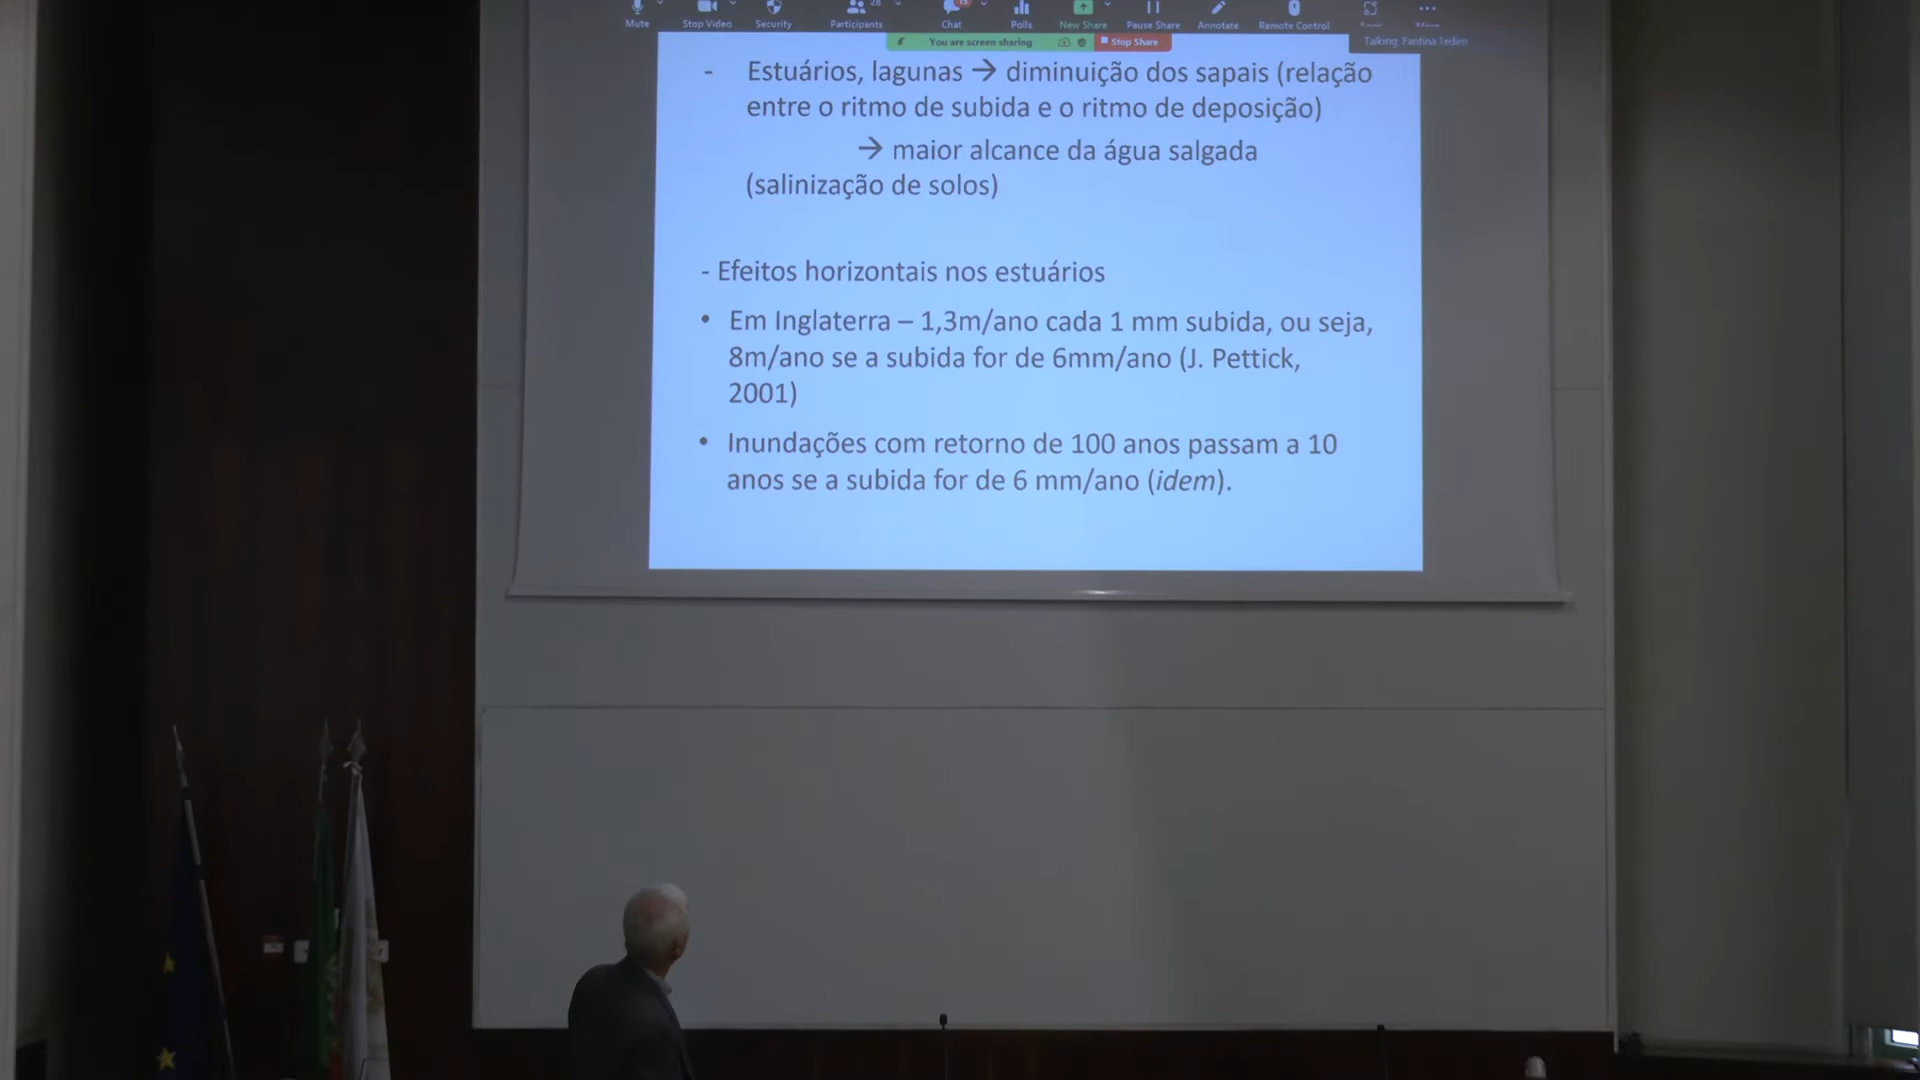 Mute
Stop Video
Security
Participants
28
Chat
Polls
New Share
Pause Share
Annotate
Remote Control
You are screen sharing
Stop Share
Talking: Fantina Tedim
- Estuários, lagunas → diminuição dos sapais (relação
entre o ritmo de subida e o ritmo de deposição)
→ maior alcance da água salgada
(salinização de solos)
- Efeitos horizontais nos estuários
• Em Inglaterra – 1,3m/ano cada 1 mm subida, ou seja,
8m/ano se a subida for de 6mm/ano (J. Pettick,
2001)
• Inundações com retorno de 100 anos passam a 10
anos se a subida for de 6 mm/ano (idem).